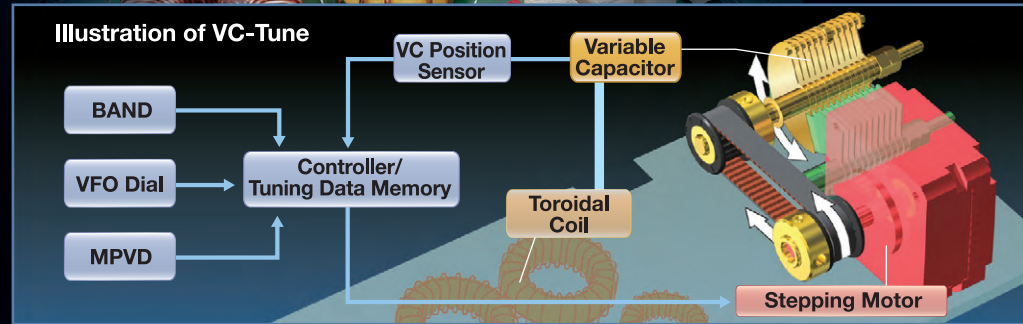 Illustration of VC-Tune
VC Position
Sensor
Variable
Capacitor
BAND
VFO Dial
Controller/
Tuning Data Memory
MPVD
Toroidal
Coil
Stepping Motor